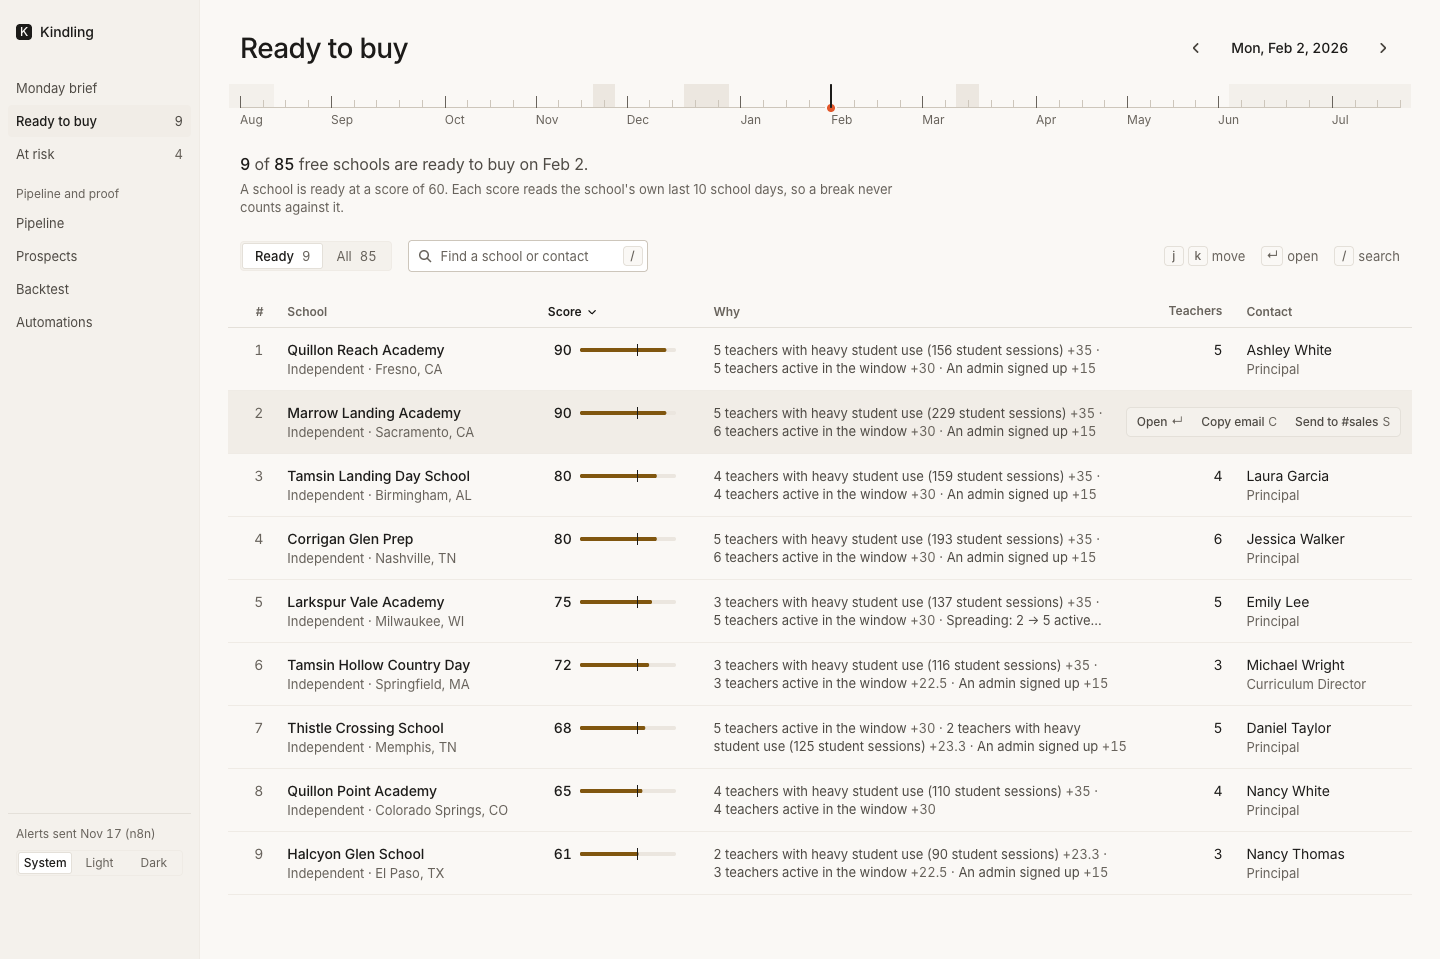 K Kindling
Monday brief
Ready to buy 9
At risk 4
Pipeline and proof
Pipeline
Prospects
Backtest
Automations
Alerts sent Nov 17 (n8n)
System Light Dark
Ready to buy
Mon, Feb 2, 2026
Aug Sep Oct Nov Dec Jan Feb Mar Apr May Jun Jul
9 of 85 free schools are ready to buy on Feb 2.
A school is ready at a score of 60. Each score reads the school's own last 10 school days, so a break never
counts against it.
Ready 9 All 85 Find a school or contact / j k move ↵ open / search
# School Score Why Teachers Contact
1 Quillon Reach Academy 90 5 teachers with heavy student use (156 student sessions) +35 · 5 Ashley White
Independent · Fresno, CA 5 teachers active in the window +30 · An admin signed up +15 Principal
2 Marrow Landing Academy 90 5 teachers with heavy student use (229 student sessions) +35 ·
Independent · Sacramento, CA 6 teachers active in the window +30 · An admin signed up +15
Open ↵ Copy email C Send to #sales S
3 Tamsin Landing Day School 80 4 teachers with heavy student use (159 student sessions) +35 · 4 Laura Garcia
Independent · Birmingham, AL 4 teachers active in the window +30 · An admin signed up +15 Principal
4 Corrigan Glen Prep 80 5 teachers with heavy student use (193 student sessions) +35 · 6 Jessica Walker
Independent · Nashville, TN 6 teachers active in the window +30 · An admin signed up +15 Principal
5 Larkspur Vale Academy 75 3 teachers with heavy student use (137 student sessions) +35 · 5 Emily Lee
Independent · Milwaukee, WI 5 teachers active in the window +30 · Spreading: 2 → 5 active... Principal
6 Tamsin Hollow Country Day 72 3 teachers with heavy student use (116 student sessions) +35 · 3 Michael Wright
Independent · Springfield, MA 3 teachers active in the window +22.5 · An admin signed up +15 Curriculum Director
7 Thistle Crossing School 68 5 teachers active in the window +30 · 2 teachers with heavy 5 Daniel Taylor
Independent · Memphis, TN student use (125 student sessions) +23.3 · An admin signed up +15 Principal
8 Quillon Point Academy 65 4 teachers with heavy student use (110 student sessions) +35 · 4 Nancy White
Independent · Colorado Springs, CO 4 teachers active in the window +30 Principal
9 Halcyon Glen School 61 2 teachers with heavy student use (90 student sessions) +23.3 · 3 Nancy Thomas
Independent · El Paso, TX 3 teachers active in the window +22.5 · An admin signed up +15 Principal